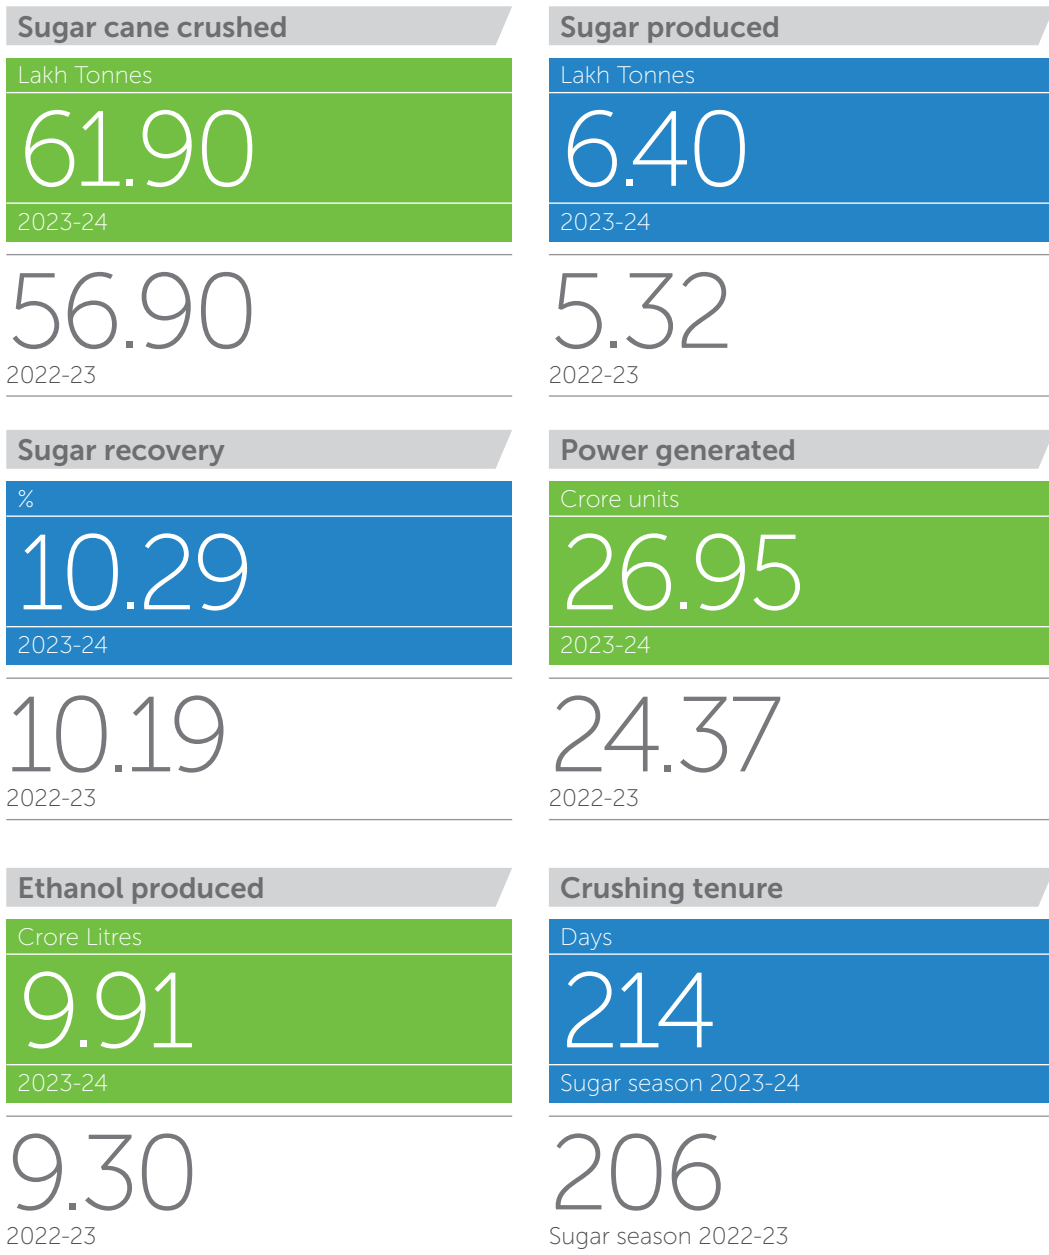 Sugar cane crushed
Lakh Tonnes
61.90
2023-24
56.90
2022-23
Sugar produced
Lakh Tonnes
6.40
2023-24
5.32
2022-23
Sugar recovery
%
10.29
2023-24
10.19
2022-23
Power generated
Crore units
26.95
2023-24
24.37
2022-23
Ethanol produced
Crore Litres
9.91
2023-24
9.30
2022-23
Crushing tenure
Days
214
Sugar season 2023-24
206
Sugar season 2022-23